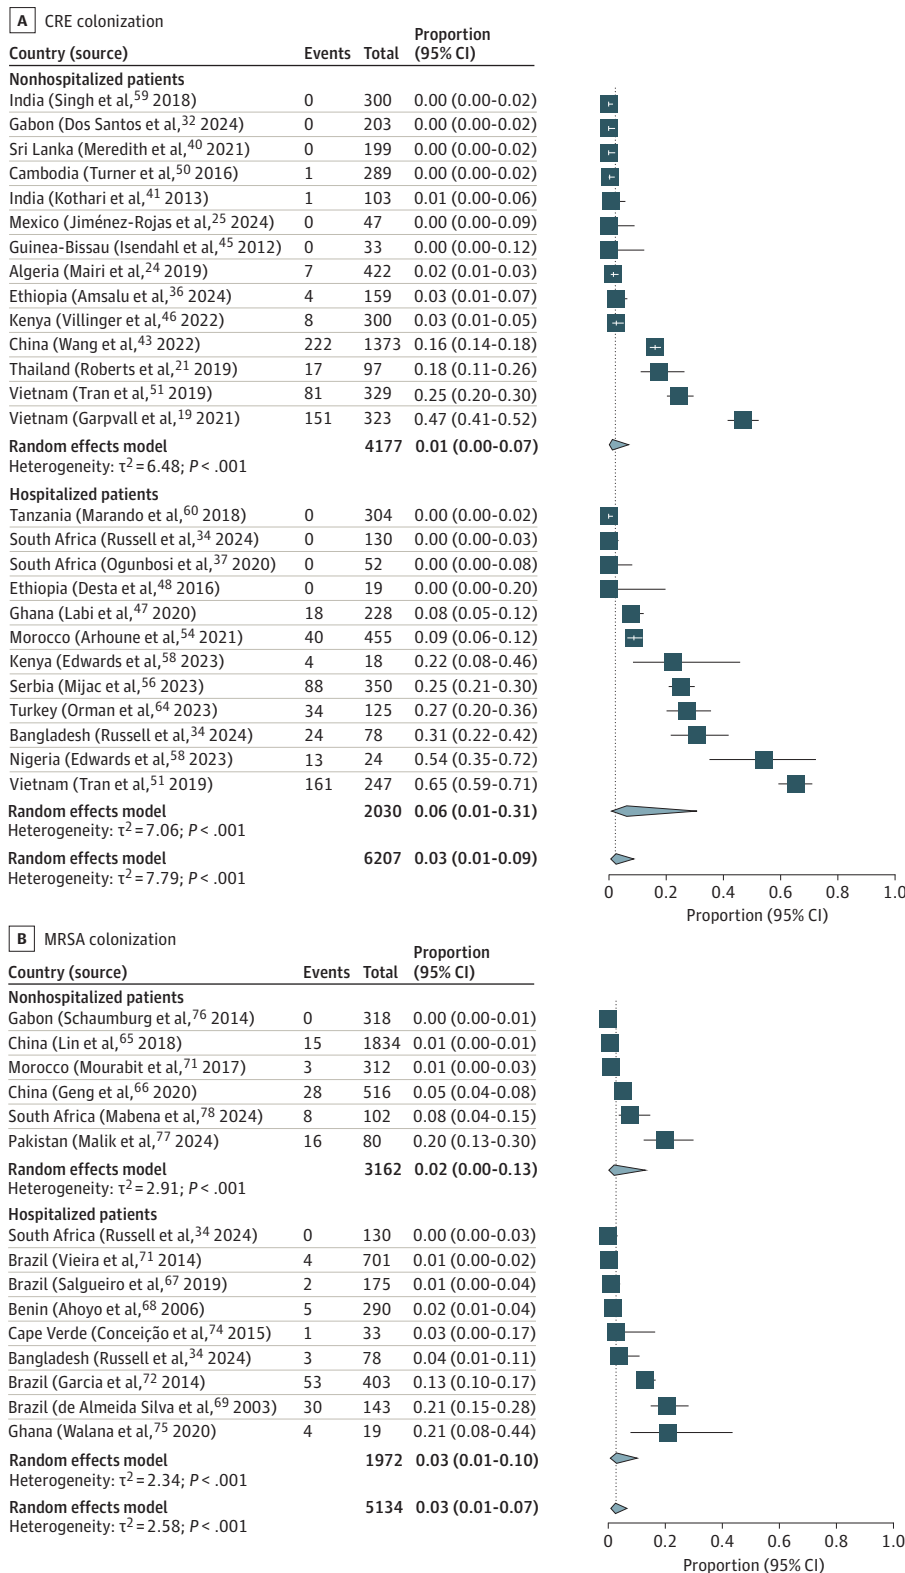 A CRE colonization
Country (source) Events Total Proportion (95% CI)
Nonhospitalized patients
India (Singh et al,59 2018) 0 300 0.00 (0.00-0.02)
Gabon (Dos Santos et al,32 2024) 0 203 0.00 (0.00-0.02)
Sri Lanka (Meredith et al,40 2021) 0 199 0.00 (0.00-0.02)
Cambodia (Turner et al,50 2016) 1 289 0.00 (0.00-0.02)
India (Kothari et al,41 2013) 1 103 0.01 (0.00-0.06)
Mexico (Jiménez-Rojas et al,25 2024) 0 47 0.00 (0.00-0.09)
Guinea-Bissau (Isendahl et al,45 2012) 0 33 0.00 (0.00-0.12)
Algeria (Mairi et al,24 2019) 7 422 0.02 (0.01-0.03)
Ethiopia (Amsalu et al,36 2024) 4 159 0.03 (0.01-0.07)
Kenya (Villinger et al,46 2022) 8 300 0.03 (0.01-0.05)
China (Wang et al,43 2022) 222 1373 0.16 (0.14-0.18)
Thailand (Roberts et al,21 2019) 17 97 0.18 (0.11-0.26)
Vietnam (Tran et al,51 2019) 81 329 0.25 (0.20-0.30)
Vietnam (Garpvall et al,19 2021) 151 323 0.47 (0.41-0.52)
Random effects model 4177 0.01 (0.00-0.07)
Heterogeneity: τ2=6.48; P < .001
Hospitalized patients
Tanzania (Marando et al,60 2018) 0 304 0.00 (0.00-0.02)
South Africa (Russell et al,34 2024) 0 130 0.00 (0.00-0.03)
South Africa (Ogunbosi et al,37 2020) 0 52 0.00 (0.00-0.08)
Ethiopia (Desta et al,48 2016) 0 19 0.00 (0.00-0.20)
Ghana (Labi et al,47 2020) 18 228 0.08 (0.05-0.12)
Morocco (Arhoune et al,54 2021) 40 455 0.09 (0.06-0.12)
Kenya (Edwards et al,58 2023) 4 18 0.22 (0.08-0.46)
Serbia (Mijac et al,56 2023) 88 350 0.25 (0.21-0.30)
Turkey (Orman et al,64 2023) 34 125 0.27 (0.20-0.36)
Bangladesh (Russell et al,34 2024) 24 78 0.31 (0.22-0.42)
Nigeria (Edwards et al,58 2023) 13 24 0.54 (0.35-0.72)
Vietnam (Tran et al,51 2019) 161 247 0.65 (0.59-0.71)
Random effects model 2030 0.06 (0.01-0.31)
Heterogeneity: τ2=7.06; P < .001
Random effects model 6207 0.03 (0.01-0.09)
Heterogeneity: τ2=7.79; P < .001
0 0.2 0.4 0.6 0.8 1.0
Proportion (95% CI)
B MRSA colonization
Country (source) Events Total Proportion (95% CI)
Nonhospitalized patients
Gabon (Schaumburg et al,76 2014) 0 318 0.00 (0.00-0.01)
China (Lin et al,65 2018) 15 1834 0.01 (0.00-0.01)
Morocco (Mourabit et al,71 2017) 3 312 0.01 (0.00-0.03)
China (Geng et al,66 2020) 28 516 0.05 (0.04-0.08)
South Africa (Mabena et al,78 2024) 8 102 0.08 (0.04-0.15)
Pakistan (Malik et al,77 2024) 16 80 0.20 (0.13-0.30)
Random effects model 3162 0.02 (0.00-0.13)
Heterogeneity: τ2=2.91; P < .001
Hospitalized patients
South Africa (Russell et al,34 2024) 0 130 0.00 (0.00-0.03)
Brazil (Vieira et al,71 2014) 4 701 0.01 (0.00-0.02)
Brazil (Salgueiro et al,67 2019) 2 175 0.01 (0.00-0.04)
Benin (Ahoyo et al,68 2006) 5 290 0.02 (0.01-0.04)
Cape Verde (Conceição et al,74 2015) 1 33 0.03 (0.00-0.17)
Bangladesh (Russell et al,34 2024) 3 78 0.04 (0.01-0.11)
Brazil (Garcia et al,72 2014) 53 403 0.13 (0.10-0.17)
Brazil (de Almeida Silva et al,69 2003) 30 143 0.21 (0.15-0.28)
Ghana (Walana et al,75 2020) 4 19 0.21 (0.08-0.44)
Random effects model 1972 0.03 (0.01-0.10)
Heterogeneity: τ2=2.34; P < .001
Random effects model 5134 0.03 (0.01-0.07)
Heterogeneity: τ2=2.58; P < .001
0 0.2 0.4 0.6 0.8 1.0
Proportion (95% CI)